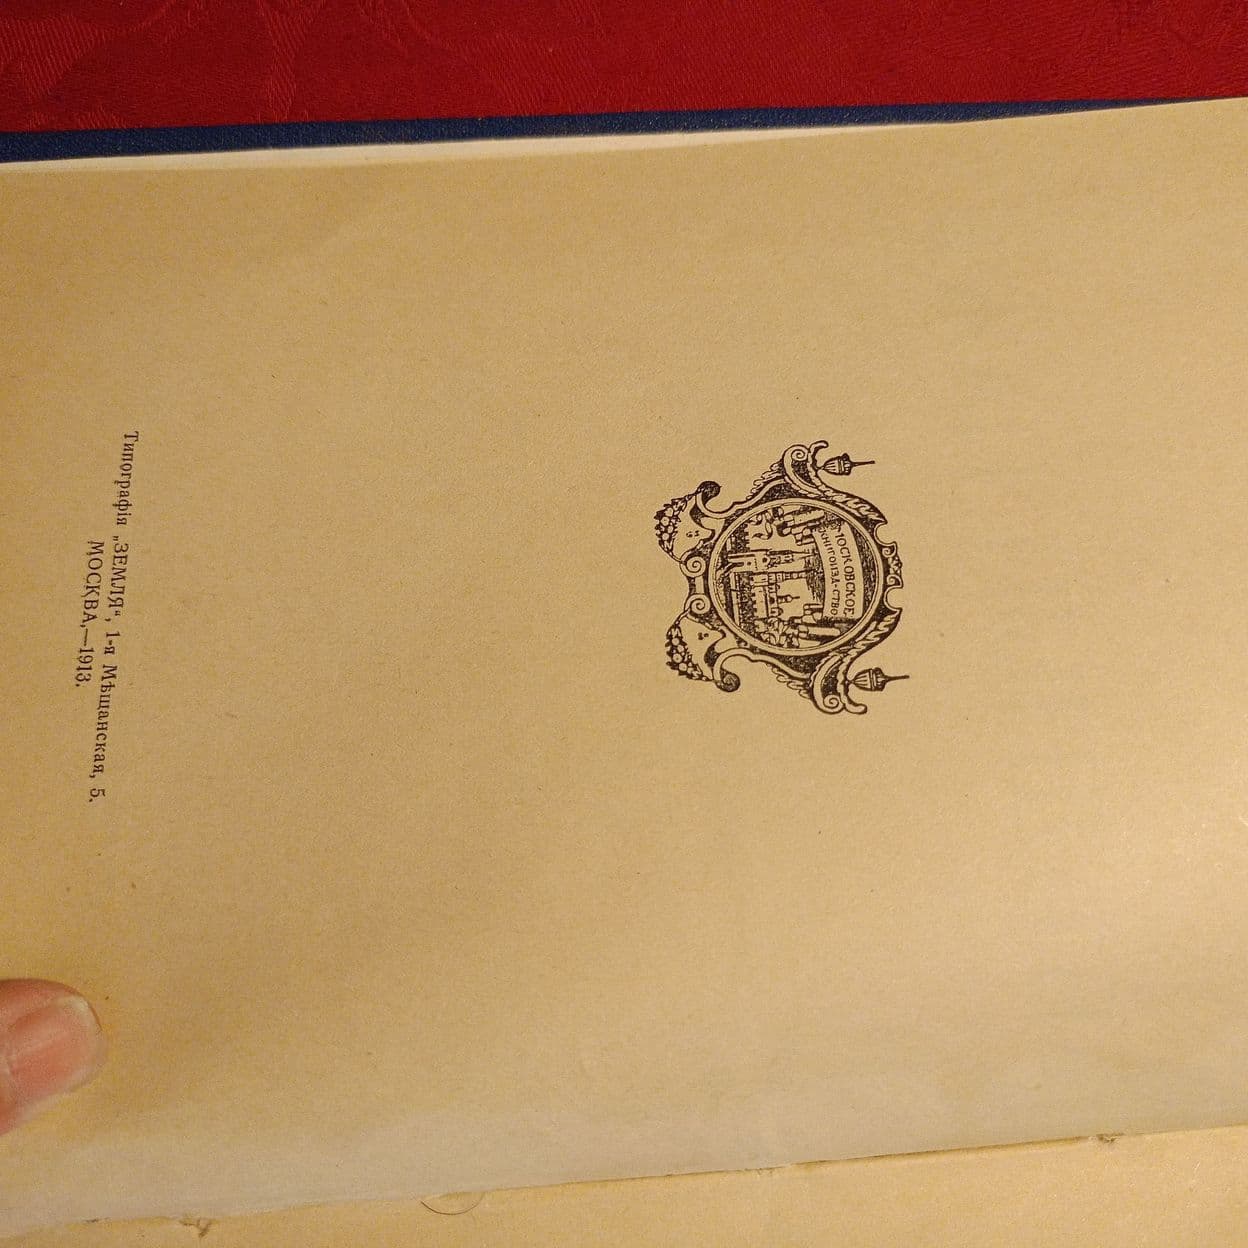 МОСКОВСКОЕ
КНИГОИЗД-СТВО
Типографія „ЗЕМЛЯ“, 1-я Мѣщанская, 5.
МОСКВА,—1913.